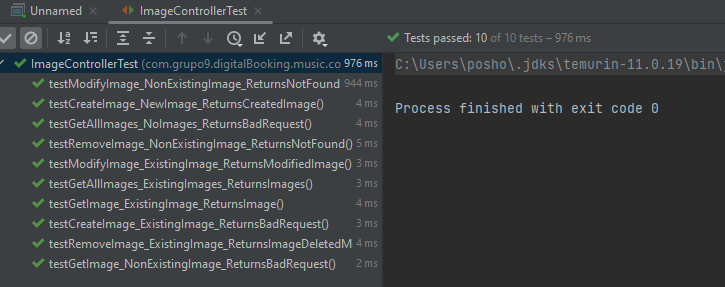 Unnamed ImageControllerTest
Tests passed: 10 of 10 tests – 976 ms
ImageControllerTest (com.grupo9.digitalBooking.music.co 976 ms
C:\Users\posho\.jdks\temurin-11.0.19\bin\j
testModifyImage_NonExistingImage_ReturnsNotFound 944 ms
testCreateImage_NewImage_ReturnsCreatedImage() 4 ms
Process finished with exit code 0
testGetAllImages_NoImages_ReturnsBadRequest() 4 ms
testRemoveImage_NonExistingImage_ReturnsNotFound() 5 ms
testModifyImage_ExistingImage_ReturnsModifiedImage() 3 ms
testGetAllImages_ExistingImages_ReturnsImages() 3 ms
testGetImage_ExistingImage_ReturnsImage() 4 ms
testCreateImage_ExistingImage_ReturnsBadRequest() 3 ms
testRemoveImage_ExistingImage_ReturnsImageDeletedM 4 ms
testGetImage_NonExistingImage_ReturnsBadRequest() 2 ms